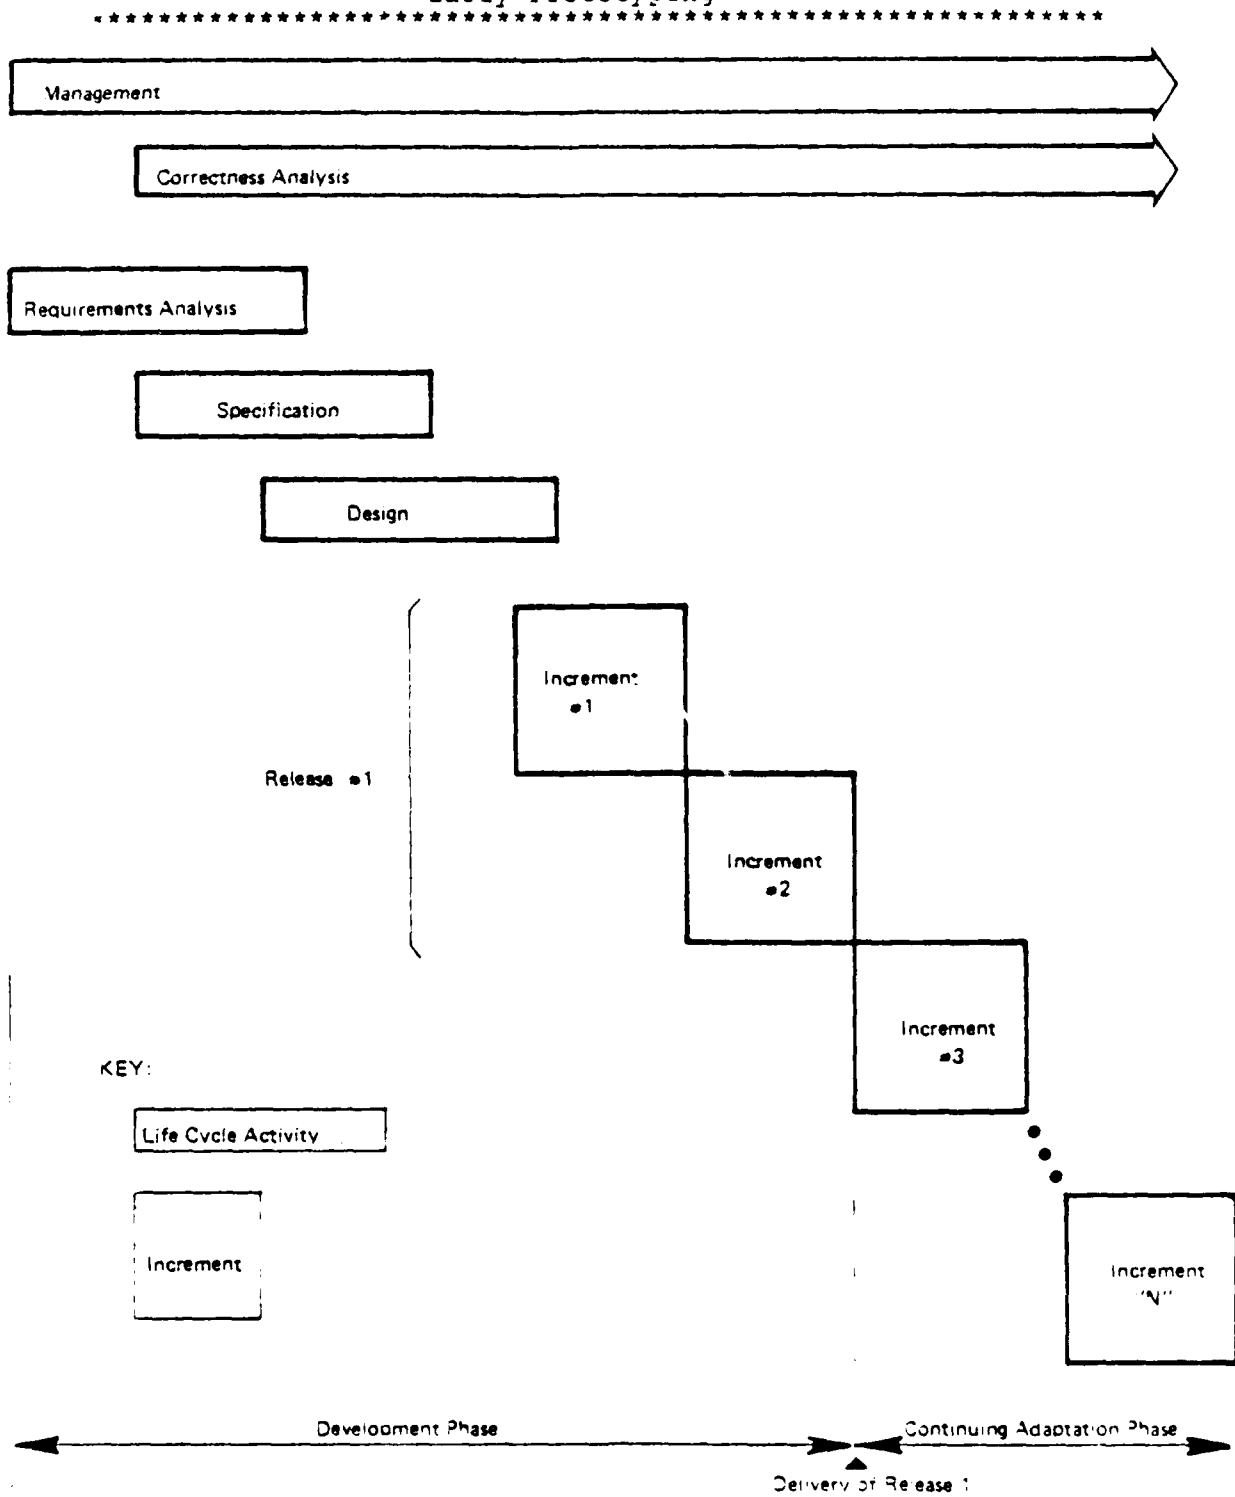 ****************************************************************
Management
Correctness Analysis
Requirements Analysis
Specification
Design
Increment
#1
Release #1
Increment
#2
Increment
#3
KEY:
Life Cycle Activity
Increment
Increment
"N"
Development Phase
Continuing Adaptation Phase
Delivery of Release 1